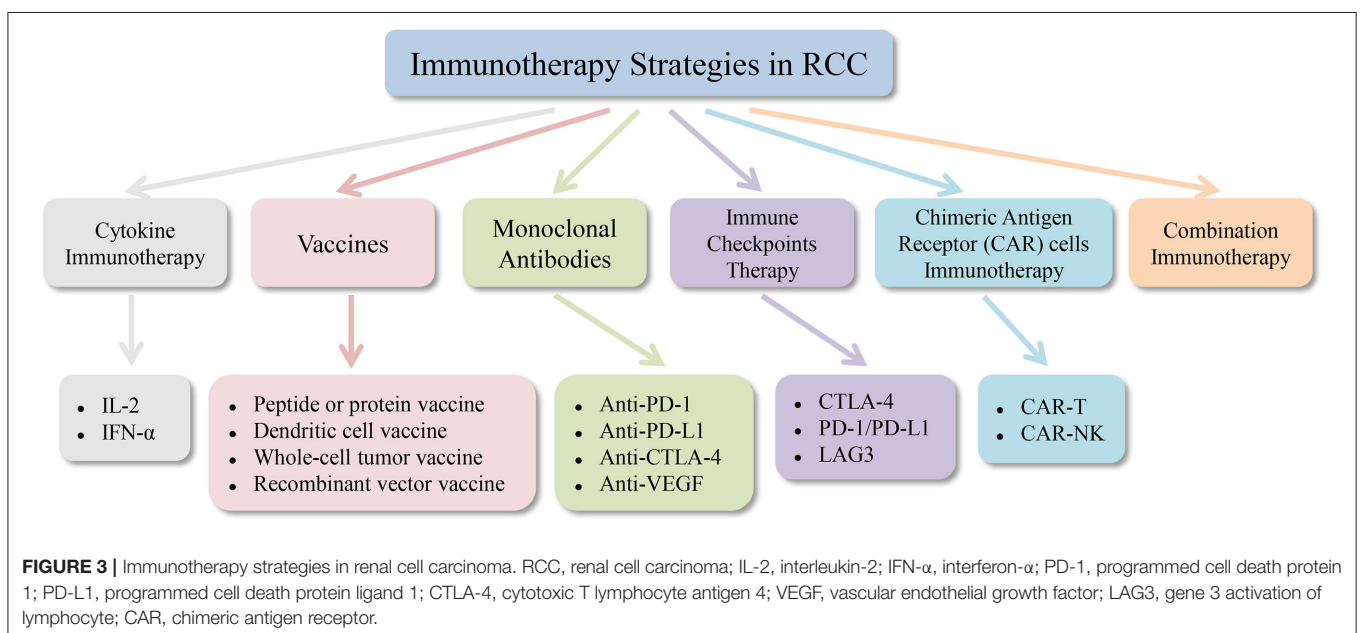 Immunotherapy Strategies in RCC
Cytokine
Immunotherapy
Vaccines
Monoclonal
Antibodies
Immune
Checkpoints
Therapy
Chimeric Antigen
Receptor (CAR) cells
Immunotherapy
Combination
Immunotherapy
• IL-2
• IFN-α
• Peptide or protein vaccine
• Dendritic cell vaccine
• Whole-cell tumor vaccine
• Recombinant vector vaccine
• Anti-PD-1
• Anti-PD-L1
• Anti-CTLA-4
• Anti-VEGF
• CTLA-4
• PD-1/PD-L1
• LAG3
• CAR-T
• CAR-NK
FIGURE 3 | Immunotherapy strategies in renal cell carcinoma. RCC, renal cell carcinoma; IL-2, interleukin-2; IFN-α, interferon-α; PD-1, programmed cell death protein
1; PD-L1, programmed cell death protein ligand 1; CTLA-4, cytotoxic T lymphocyte antigen 4; VEGF, vascular endothelial growth factor; LAG3, gene 3 activation of
lymphocyte; CAR, chimeric antigen receptor.